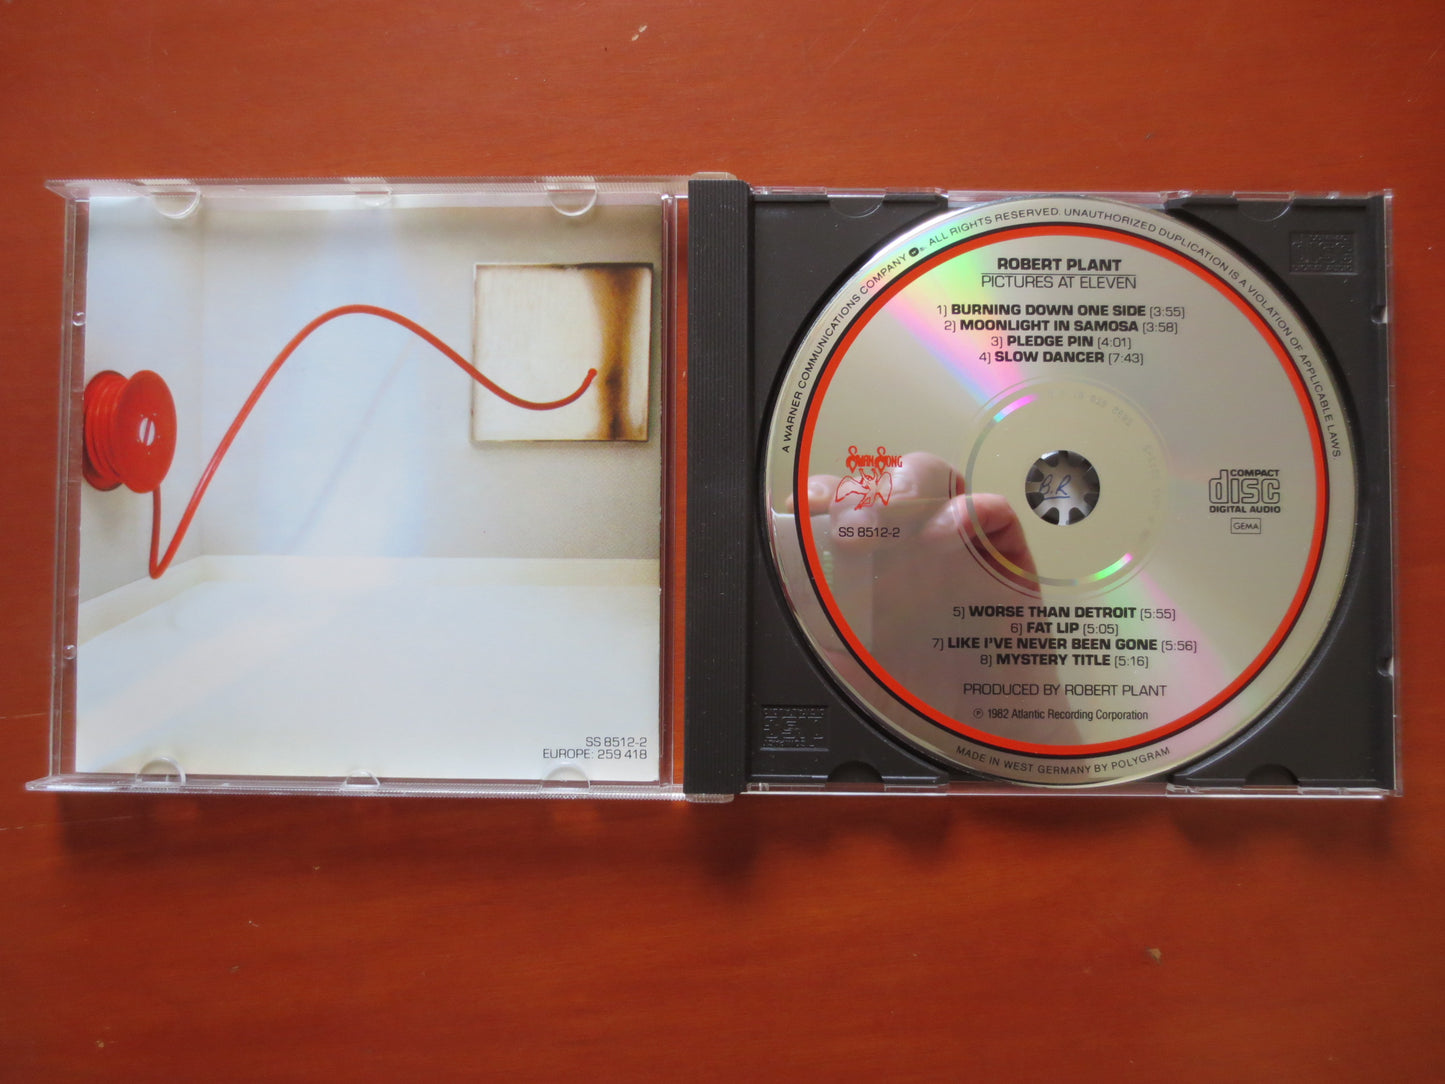 SS 8512-2
EUROPE: 259 418
A WARNER COMMUNICATIONS COMPANY ALL RIGHTS RESERVED. UNAUTHORIZED DUPLICATION IS A VIOLATION OF APPLICABLE LAWS.
ROBERT PLANT
PICTURES AT ELEVEN
1] BURNING DOWN ONE SIDE [3:55]
2] MOONLIGHT IN SAMOSA [3:58]
3] PLEDGE PIN [4:01]
4] SLOW DANCER [7:43]
SWAN SONG
SS 8512-2
B.R
COMPACT
disc
DIGITAL AUDIO
GEMA
5] WORSE THAN DETROIT [5:55]
6] FAT LIP [5:05]
7] LIKE I'VE NEVER BEEN GONE [5:56]
8] MYSTERY TITLE [5:16]
PRODUCED BY ROBERT PLANT
℗ 1982 Atlantic Recording Corporation
MADE IN WEST GERMANY BY POLYGRAM